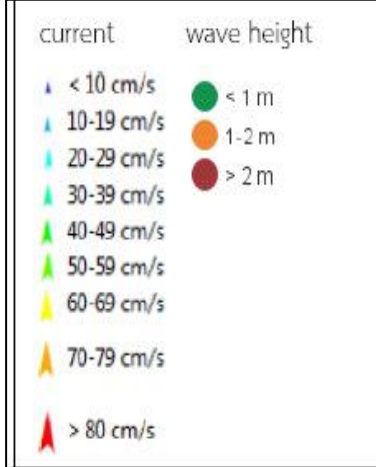 current
< 10 cm/s
10-19 cm/s
20-29 cm/s
30-39 cm/s
40-49 cm/s
50-59 cm/s
60-69 cm/s
70-79 cm/s
> 80 cm/s
wave height
< 1 m
1-2 m
> 2 m